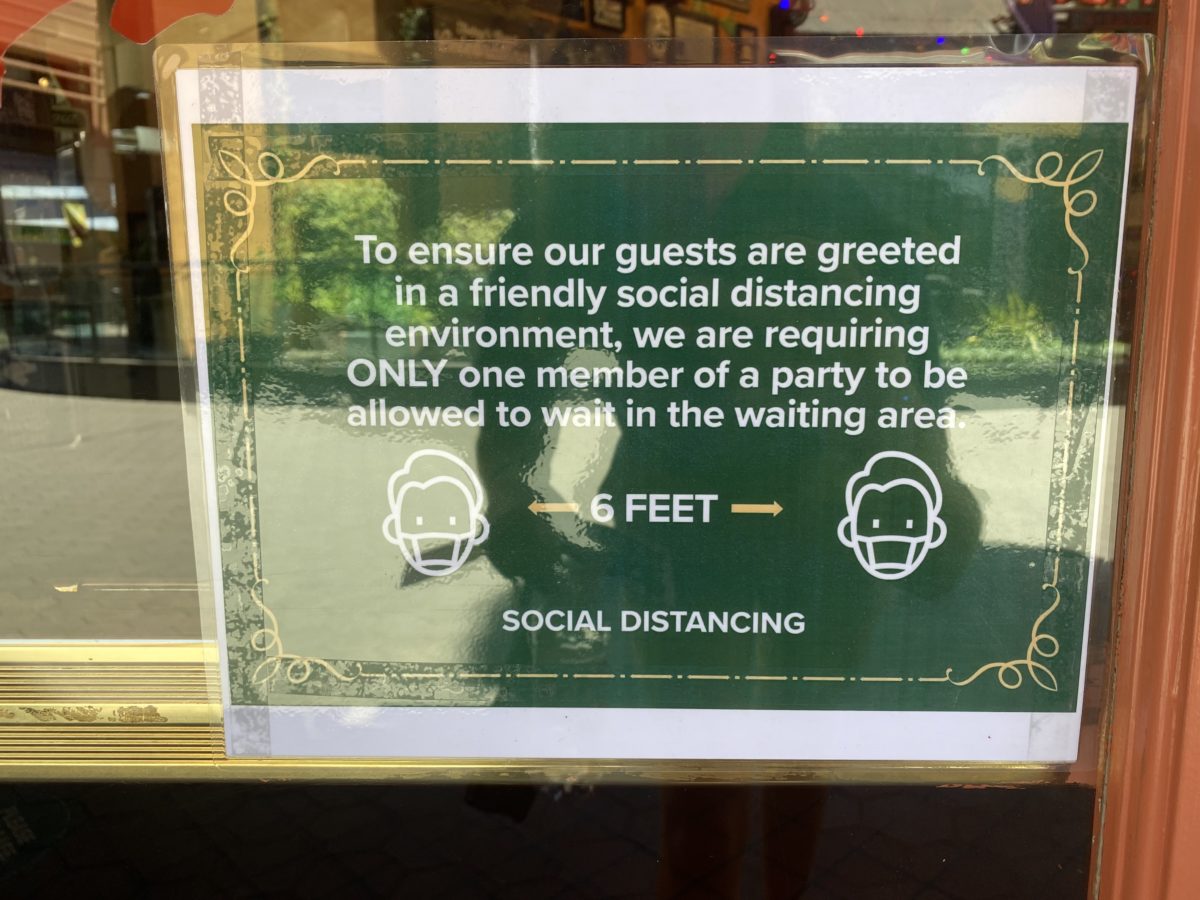 To ensure our guests are greeted
in a friendly social distancing
environment, we are requiring
ONLY one member of a party to be
allowed to wait in the waiting area.
6 FEET
SOCIAL DISTANCING